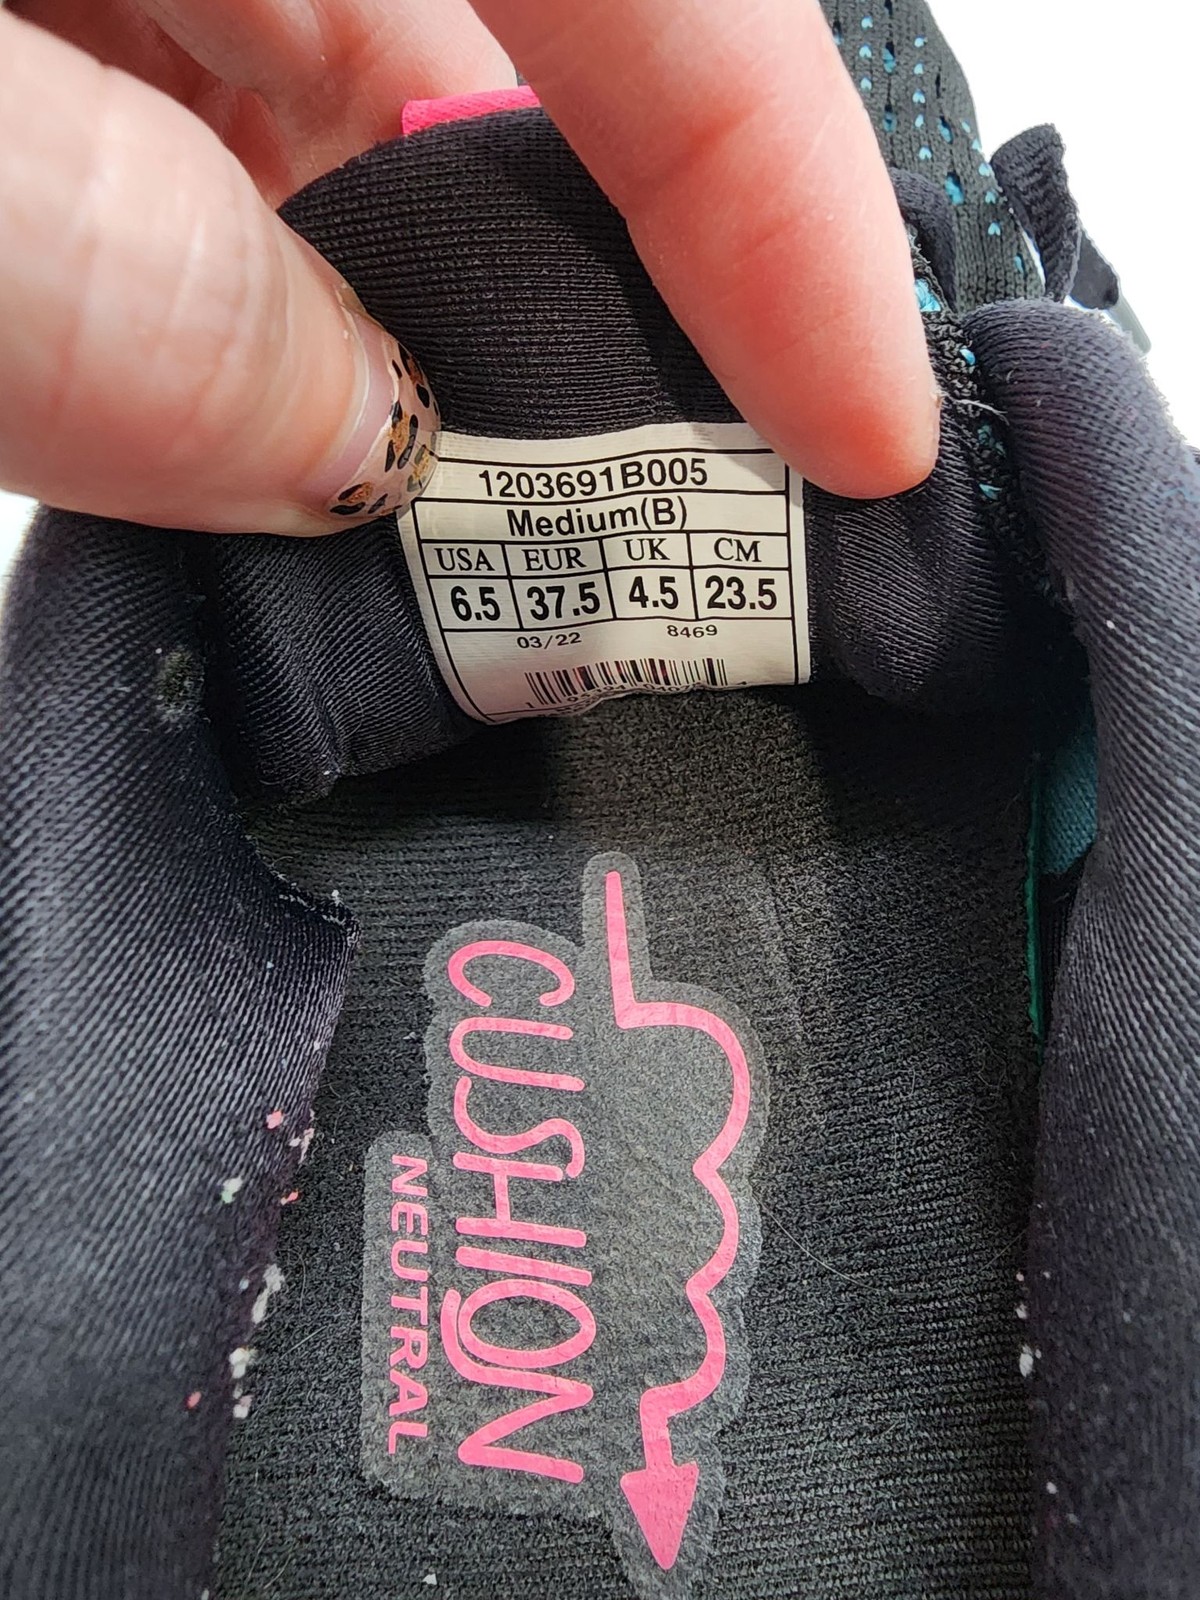 1203691B005
Medium(B)
USA EUR UK CM
6.5 37.5 4.5 23.5
03/22 8469
CUSHION
NEUTRAL